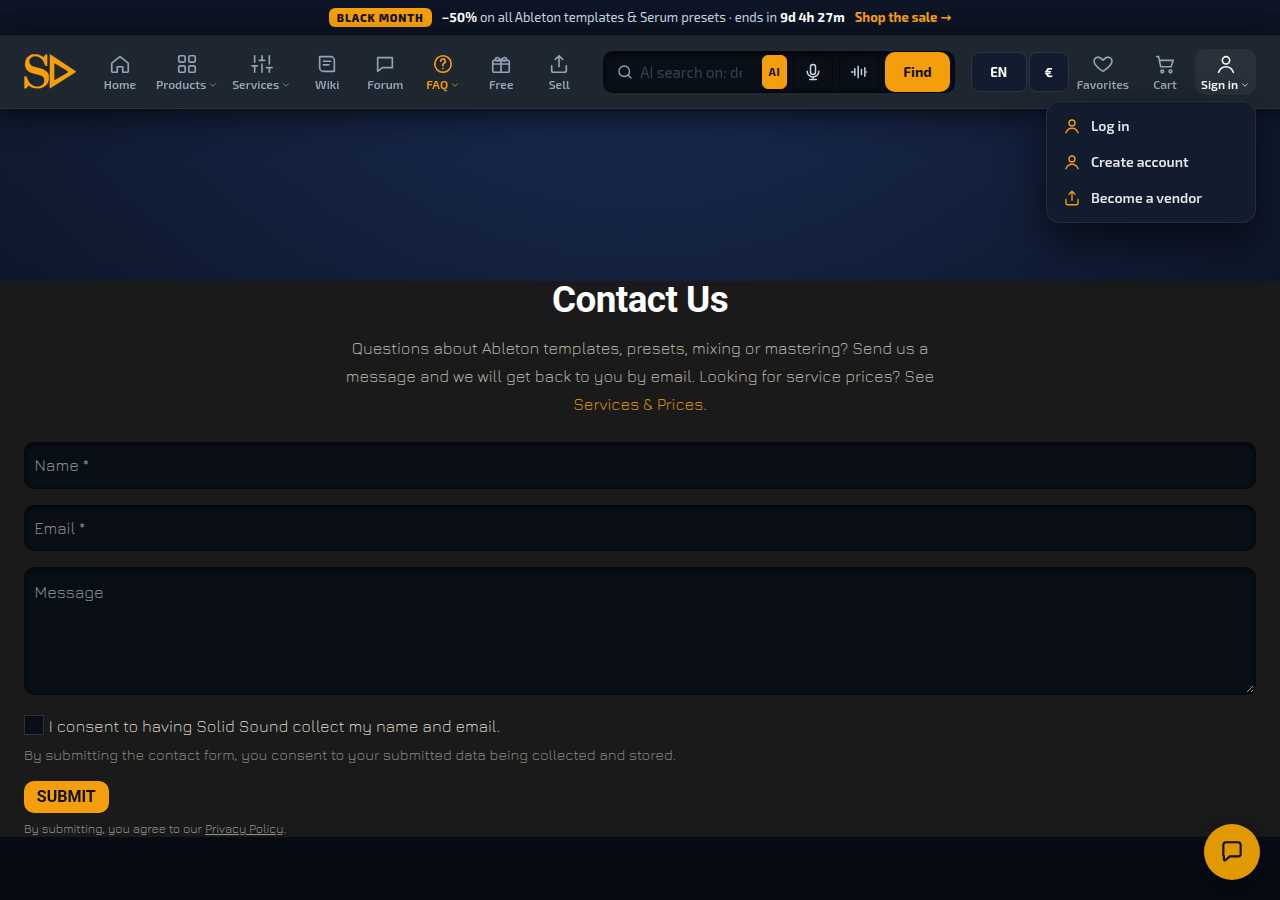 BLACK MONTH −50% on all Ableton templates & Serum presets · ends in 9d 4h 27m Shop the sale →
SD
Home Products Services Wiki Forum FAQ Free Sell AI search on: AI Find EN € Favorites Cart Sign in
Log in
Create account
Become a vendor
Contact Us
Questions about Ableton templates, presets, mixing or mastering? Send us a
message and we will get back to you by email. Looking for service prices? See
Services & Prices.
Name *
Email *
Message
I consent to having Solid Sound collect my name and email.
By submitting the contact form, you consent to your submitted data being collected and stored.
SUBMIT
By submitting, you agree to our Privacy Policy.